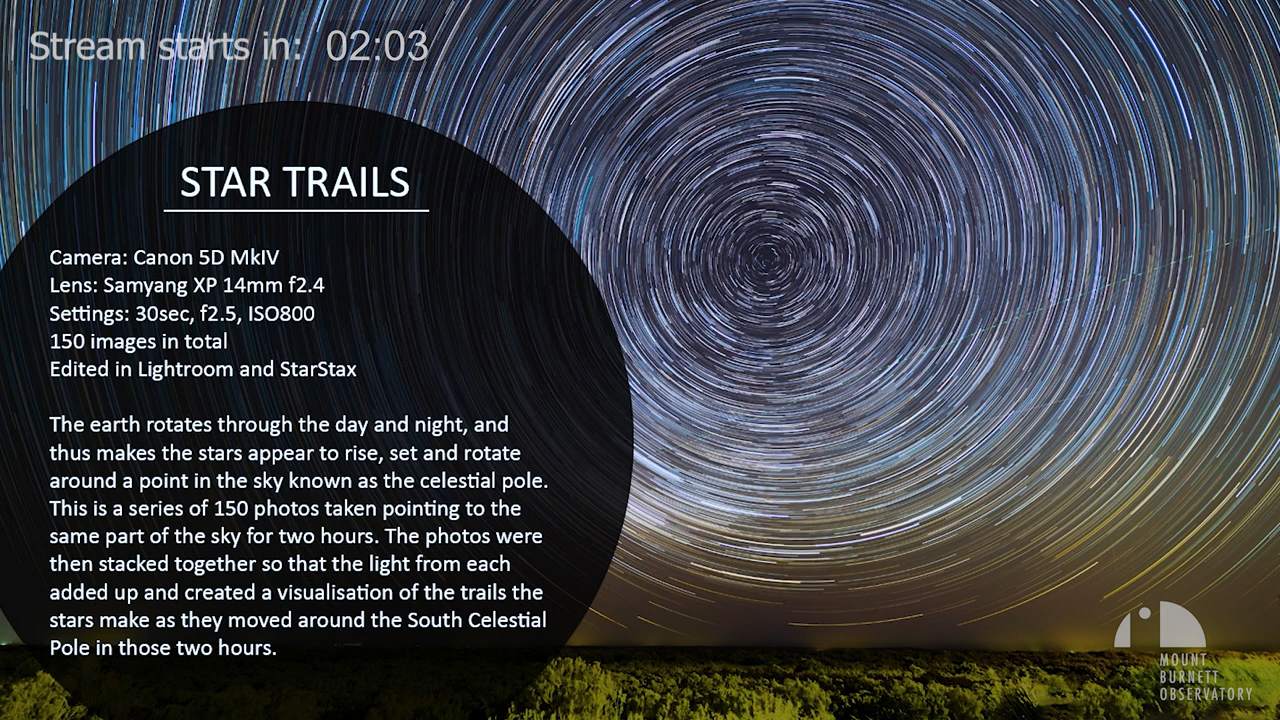 Stream starts in: 02:03
STAR TRAILS
Camera: Canon 5D MkIV
Lens: Samyang XP 14mm f2.4
Settings: 30sec, f2.5, ISO800
150 images in total
Edited in Lightroom and StarStax
The earth rotates through the day and night, and
thus makes the stars appear to rise, set and rotate
around a point in the sky known as the celestial pole.
This is a series of 150 photos taken pointing to the
same part of the sky for two hours. The photos were
then stacked together so that the light from each
added up and created a visualisation of the trails the
stars make as they moved around the South Celestial
Pole in those two hours.
MOUNT
BURNETT
OBSERVATORY